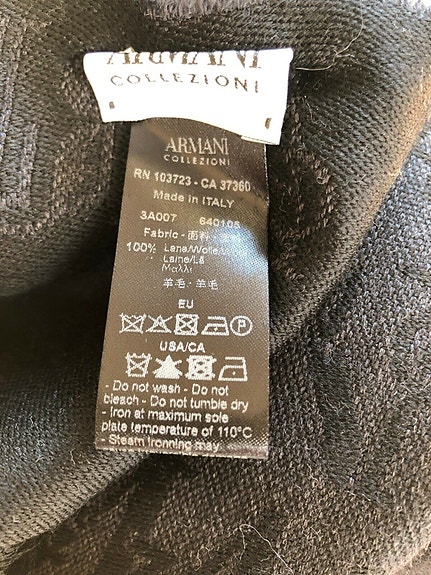 ARMANI
COLLEZIONI
ARMANI
COLLEZIONI
RN 103723 - CA 37360
Made in ITALY
3A007 640108
Fabric - 面料
100% Lana/Wolle/
Laine/Lã
Μαλλί
羊毛 · 羊毛
EU
P
USA/CA
- Do not wash - Do not
bleach - Do not tumble dry
- Iron at maximum sole
plate temperature of 110°C
- Steam Ironning may